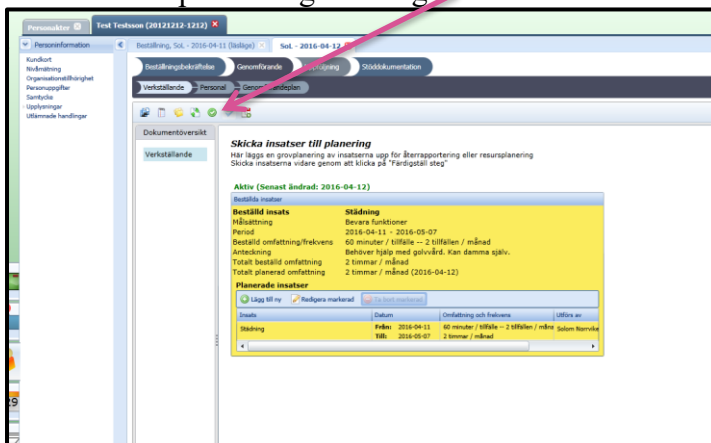 Personakter
Test Testsson (20121212-1212)
Personinformation
Beställning, SoL - 2016-04-11 (låsläge)
SoL - 2016-04-12
Kundkort
Nivåmätning
Organisationstillhörighet
Personuppgifter
Samtycke
Upplysningar
Utlämnade handlingar
Beställningsbekräftelse
Genomförande
Stöddokumentation
Verkställande
Personal
Genomförandeplan
Dokumentöversikt
Verkställande
Skicka insatser till planering
Här läggs en grovplanering av insatserna upp för återrapportering eller resursplanering
Skicka insatserna vidare genom att klicka på "Färdigställ steg"
Aktiv (Senast ändrad: 2016-04-12)
Beställda insatser
Beställd insats Städning
Målsättning Bevara funktioner
Period 2016-04-11 - 2016-05-07
Beställd omfattning/frekvens 60 minuter / tillfälle -- 2 tillfällen / månad
Anteckning Behöver hjälp med golvvård. Kan damma själv.
Totalt beställd omfattning 2 timmar / månad
Totalt planerad omfattning 2 timmar / månad (2016-04-12)
Planerade insatser
Lägg till ny Redigera markerad Ta bort markerad
Insats Datum Omfattning och frekvens Utförs av
Städning Från: 2016-04-11 60 minuter / tillfälle -- 2 tillfällen / måna Solom Norrvike
Till: 2016-05-07 2 timmar / månad